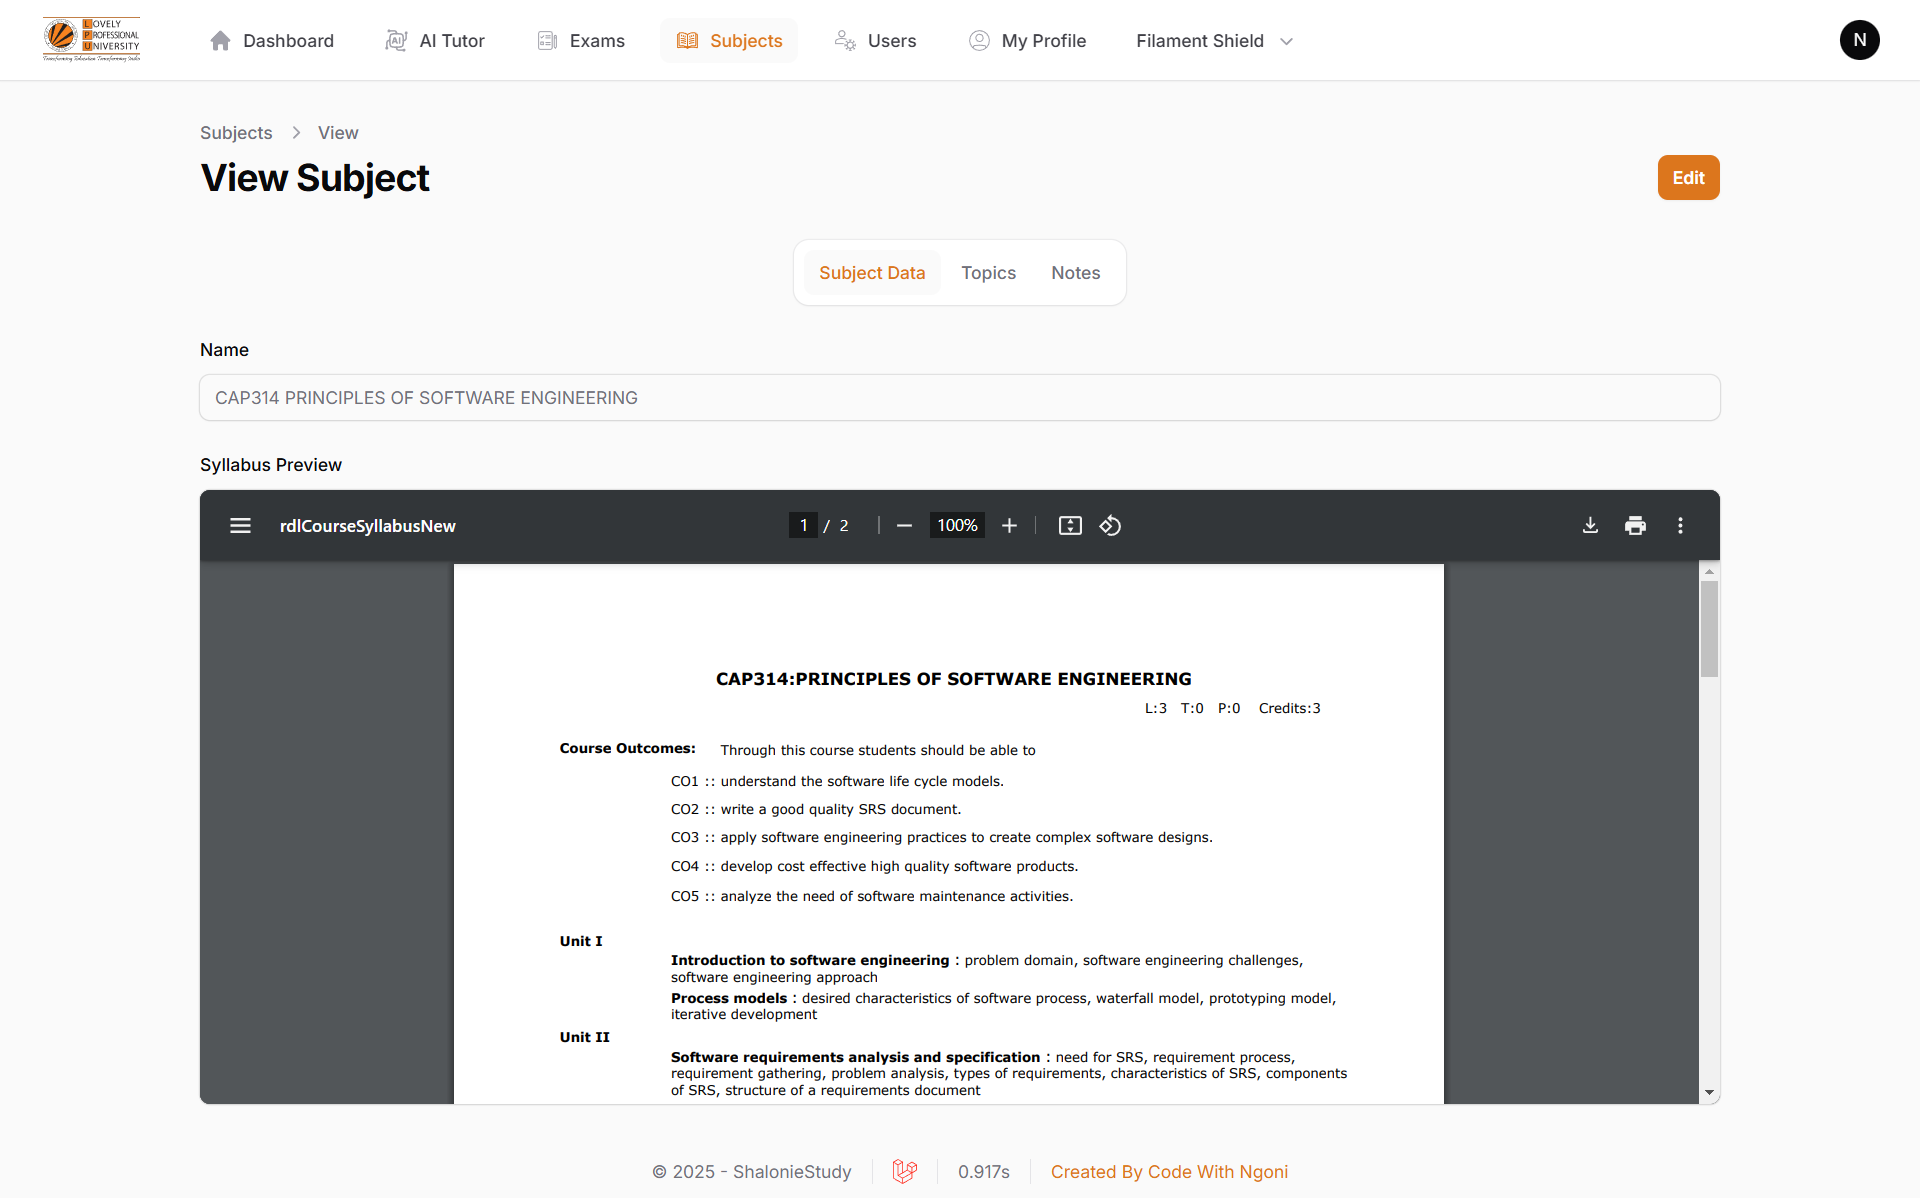 LOVELY
PROFESSIONAL
UNIVERSITY
Transforming Education Transforming India
Dashboard
AI Tutor
Exams
Subjects
Users
My Profile
Filament Shield
N
Subjects > View
View Subject
Edit
Subject Data
Topics
Notes
Name
CAP314 PRINCIPLES OF SOFTWARE ENGINEERING
Syllabus Preview
rdlCourseSyllabusNew
1 / 2
100%
CAP314:PRINCIPLES OF SOFTWARE ENGINEERING
L:3 T:0 P:0 Credits:3
Course Outcomes: Through this course students should be able to
CO1 :: understand the software life cycle models.
CO2 :: write a good quality SRS document.
CO3 :: apply software engineering practices to create complex software designs.
CO4 :: develop cost effective high quality software products.
CO5 :: analyze the need of software maintenance activities.
Unit I
Introduction to software engineering : problem domain, software engineering challenges,
software engineering approach
Process models : desired characteristics of software process, waterfall model, prototyping model,
iterative development
Unit II
Software requirements analysis and specification : need for SRS, requirement process,
requirement gathering, problem analysis, types of requirements, characteristics of SRS, components
of SRS, structure of a requirements document
© 2025 - ShalonieStudy
0.917s
Created By Code With Ngoni